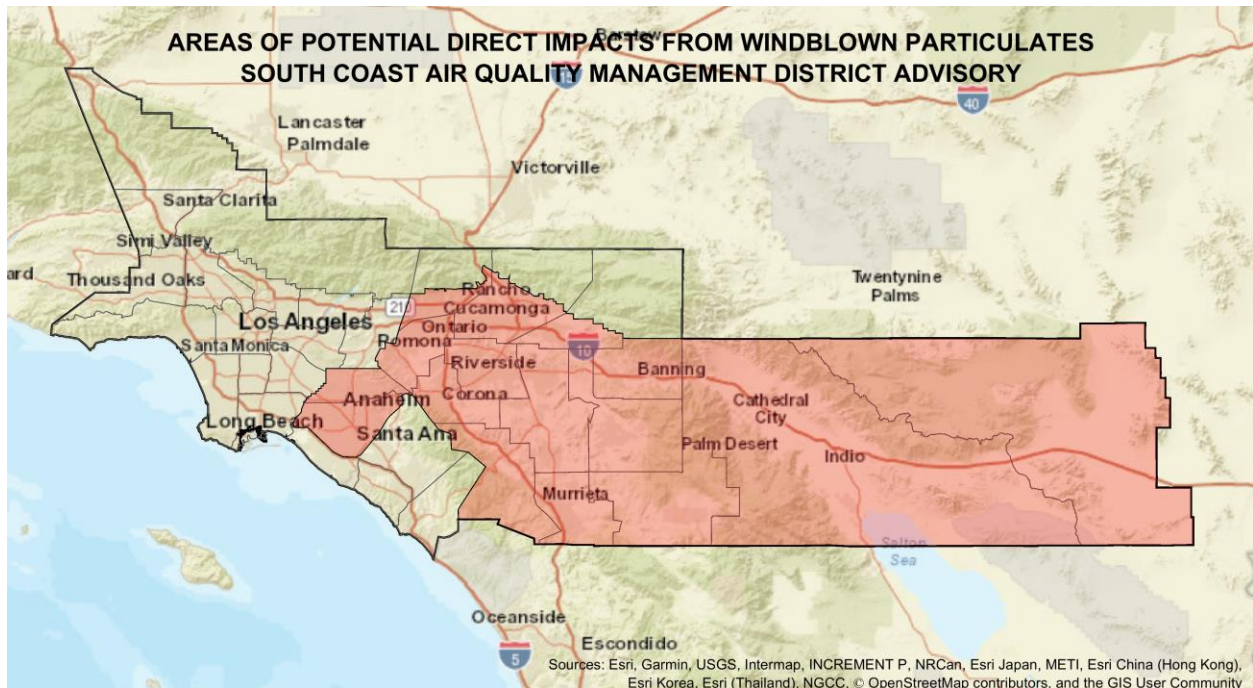 AREAS OF POTENTIAL DIRECT IMPACTS FROM WINDBLOWN PARTICULATES
Barstow
SOUTH COAST AIR QUALITY MANAGEMENT DISTRICT ADVISORY
15
40
Lancaster
Palmdale
Victorville
Santa Clarita
Simi Valley
ard
Thousand Oaks
Twentynine
Palms
Rancho
Cucamonga
210
Los Angeles
Ontario
Pomona
Santa Monica
10
Riverside
Banning
Corona
Anaheim
Cathedral
City
Long Beach
Santa Ana
Palm Desert
Indio
Murrieta
Salton
Sea
Oceanside
Escondido
5
Sources: Esri, Garmin, USGS, Intermap, INCREMENT P, NRCan, Esri Japan, METI, Esri China (Hong Kong),
Esri Korea, Esri (Thailand), NGCC, © OpenStreetMap contributors, and the GIS User Community